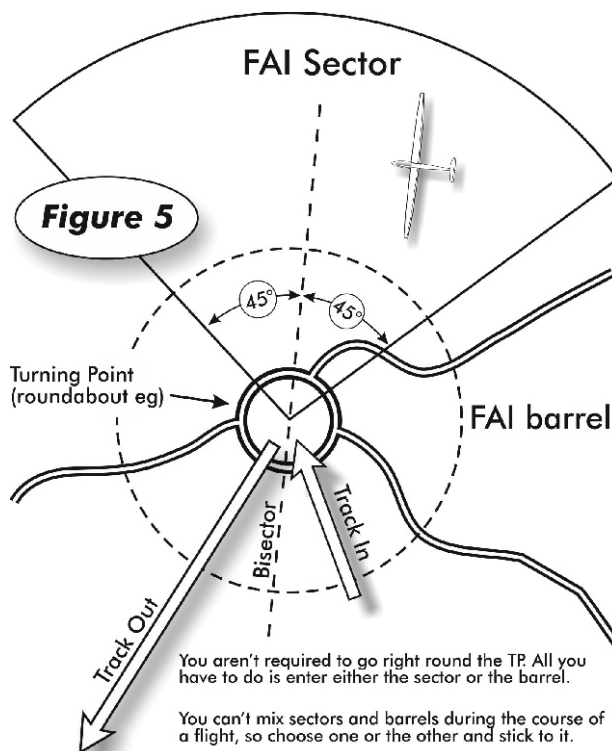 FAI Sector
Figure 5
45°
45°
Turning Point
(roundabout eg)
FAI barrel
Track In
Bisector
Track Out
You aren't required to go right round the TP. All you
have to do is enter either the sector or the barrel.
You can't mix sectors and barrels during the course of
a flight, so choose one or the other and stick to it.